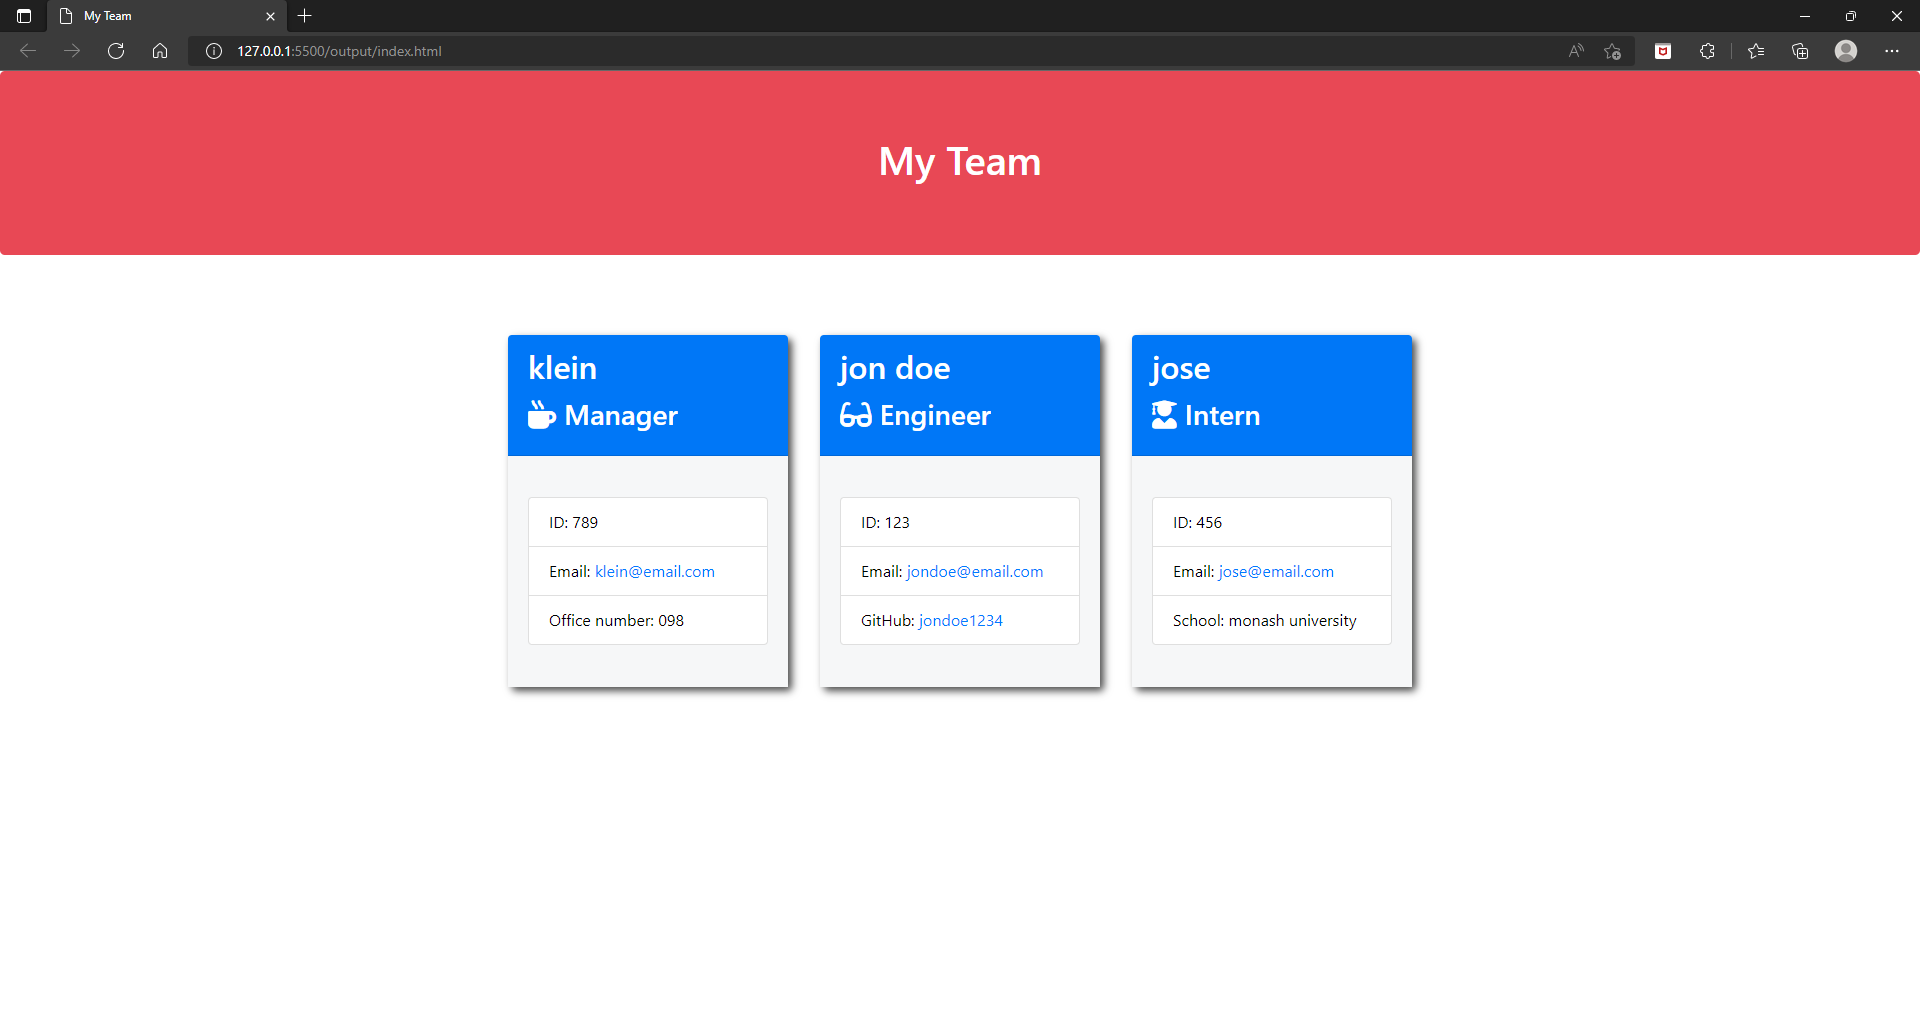 My Team
127.0.0.1:5500/output/index.html
My Team
klein
Manager
ID: 789
Email: klein@email.com
Office number: 098
jon doe
Engineer
ID: 123
Email: jondoe@email.com
GitHub: jondoe1234
jose
Intern
ID: 456
Email: jose@email.com
School: monash university